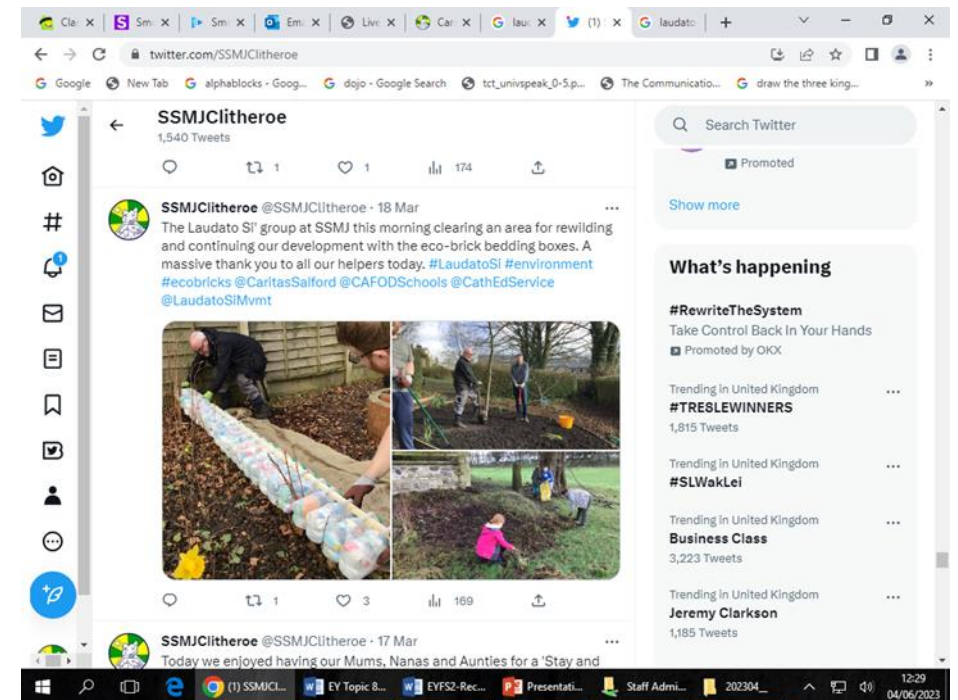 Cla
Sm
Sm
Em
Live
Car
lauc
(1)
laudato
twitter.com/SSMJClitheroe
Google
New Tab
alphablocks - Goog...
dojo - Google Search
tct_univspeak_0-5.p...
The Communicatio...
draw the three king...
»
SSMJClitheroe
1,540 Tweets
1 1 174
SSMJClitheroe @SSMJClitheroe · 18 Mar
The Laudato Si' group at SSMJ this morning clearing an area for rewilding
and continuing our development with the eco-brick bedding boxes. A
massive thank you to all our helpers today. #LaudatoSi #environment
#ecobricks @CaritasSalford @CAFODSchools @CathEdService
@LaudatoSiMvmt
1 3 169
SSMJClitheroe @SSMJClitheroe · 17 Mar
Today we enjoyed having our Mums, Nanas and Aunties for a 'Stay and
1
Search Twitter
Promoted
Show more
What's happening
#RewriteTheSystem
Take Control Back In Your Hands
Promoted by OKX
Trending in United Kingdom
#TRESLEWINNERS
1,815 Tweets
Trending in United Kingdom
#SLWakLei
Trending in United Kingdom
Business Class
3,223 Tweets
Trending in United Kingdom
Jeremy Clarkson
1,185 Tweets
(1) SSMJCl...
EY Topic 8...
EYFS2-Rec...
Presentati...
Staff Admi...
202304_
12:29
04/06/2023